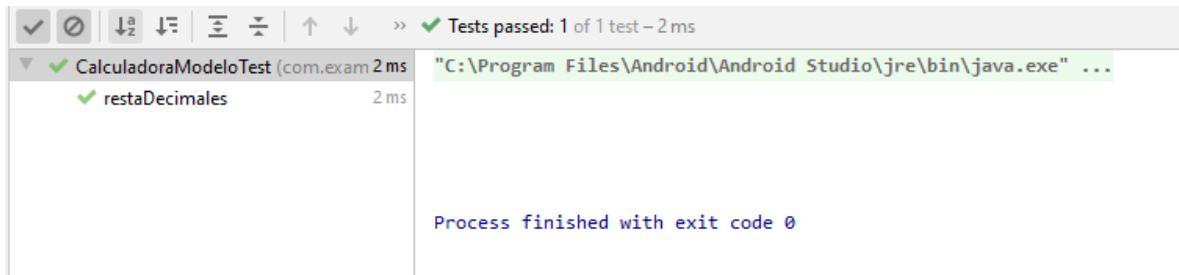 » Tests passed: 1 of 1 test – 2 ms
CalculadoraModeloTest (com.exam 2 ms
restaDecimales 2 ms
"C:\Program Files\Android\Android Studio\jre\bin\java.exe" ...
Process finished with exit code 0